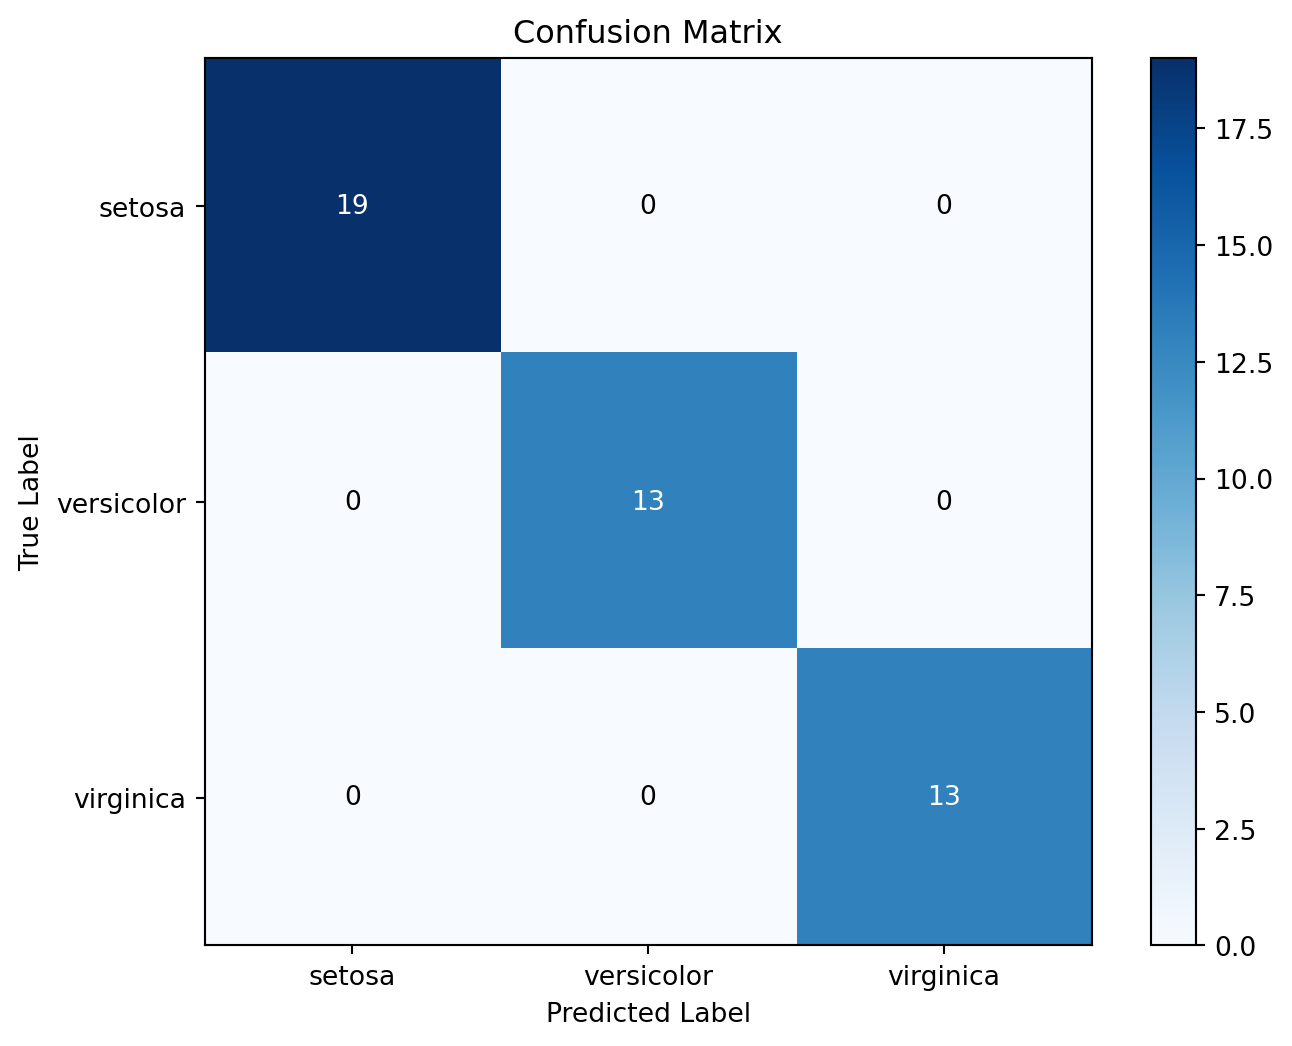 Confusion Matrix
setosa 19 0 0
versicolor 0 13 0
virginica 0 0 13
setosa versicolor virginica
Predicted Label
True Label
17.5
15.0
12.5
10.0
7.5
5.0
2.5
0.0